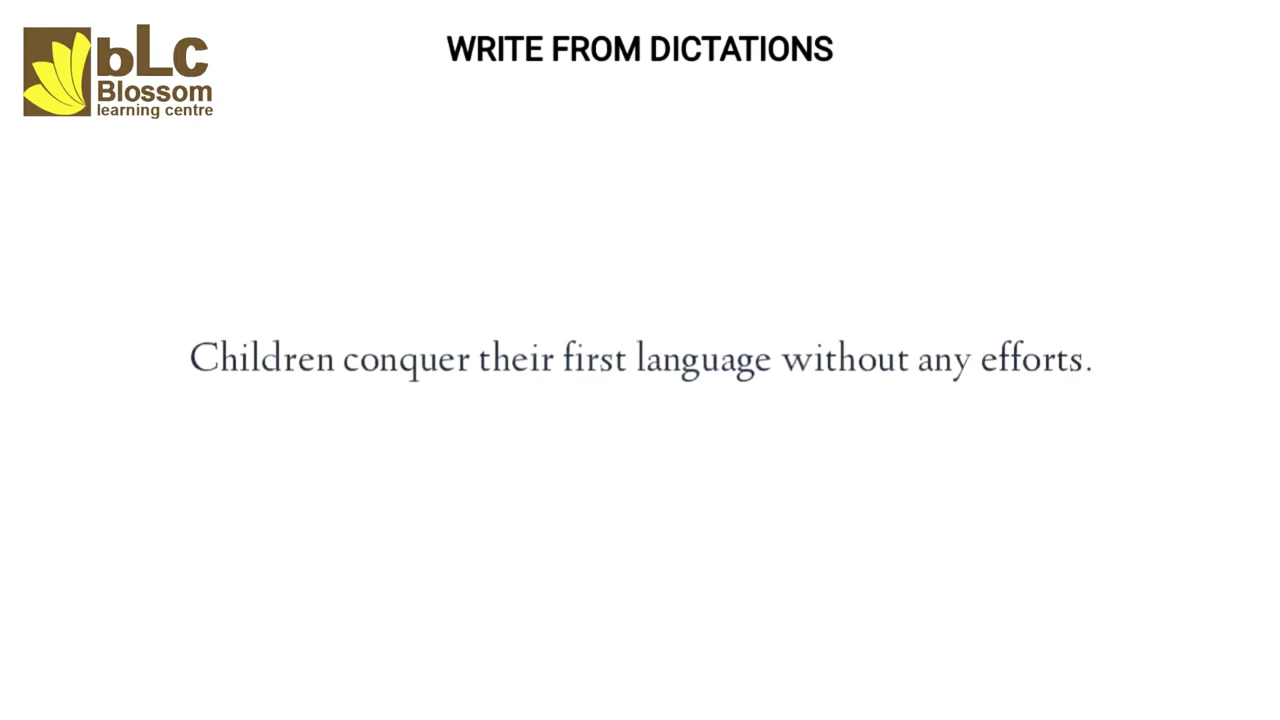 bLc
Blossom
learning centre
WRITE FROM DICTATIONS
Children conquer their first language without any efforts.